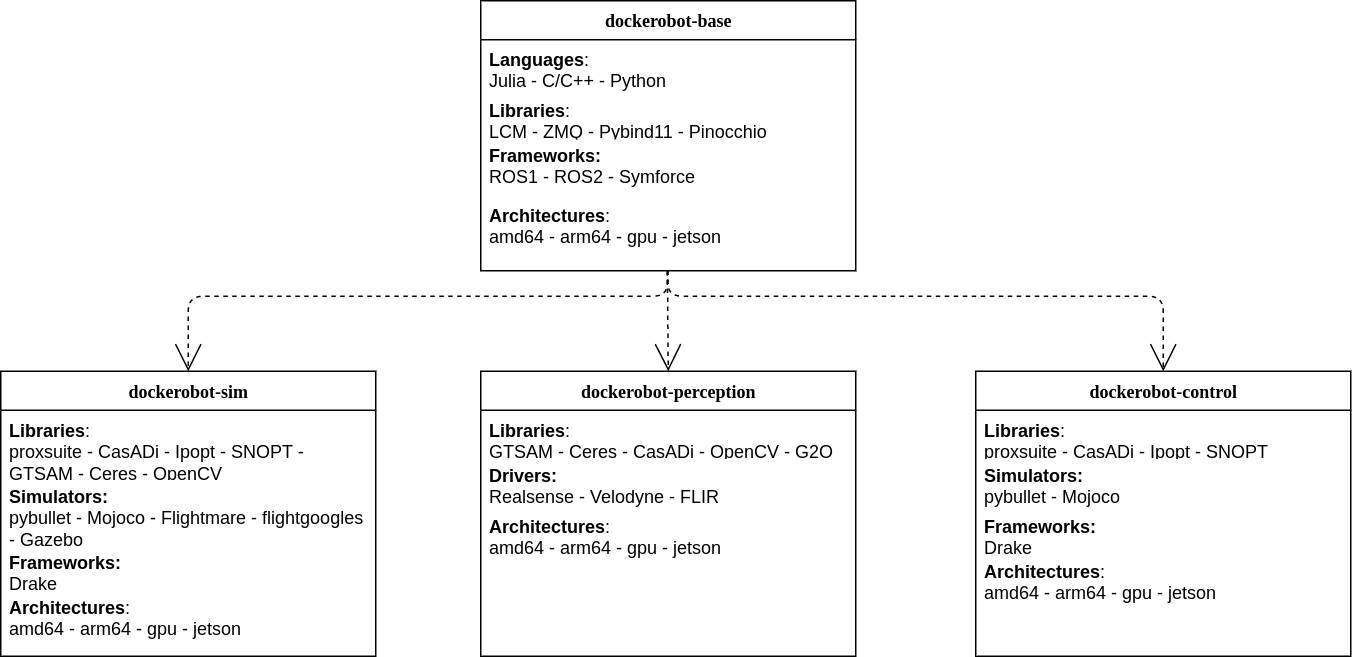 dockerobot-base
Languages:
Julia - C/C++ - Python
Libraries:
LCM - ZMQ - Pybind11 - Pinocchio
Frameworks:
ROS1 - ROS2 - Symforce
Architectures:
amd64 - arm64 - gpu - jetson
dockerobot-sim
Libraries:
proxsuite - CasADi - Ipopt - SNOPT -
GTSAM - Ceres - OpenCV
Simulators:
pybullet - Mojoco - Flightmare - flightgoogles
- Gazebo
Frameworks:
Drake
Architectures:
amd64 - arm64 - gpu - jetson
dockerobot-perception
Libraries:
GTSAM - Ceres - CasADi - OpenCV - G2O
Drivers:
Realsense - Velodyne - FLIR
Architectures:
amd64 - arm64 - gpu - jetson
dockerobot-control
Libraries:
proxsuite - CasADi - Ipopt - SNOPT
Simulators:
pybullet - Mojoco
Frameworks:
Drake
Architectures:
amd64 - arm64 - gpu - jetson